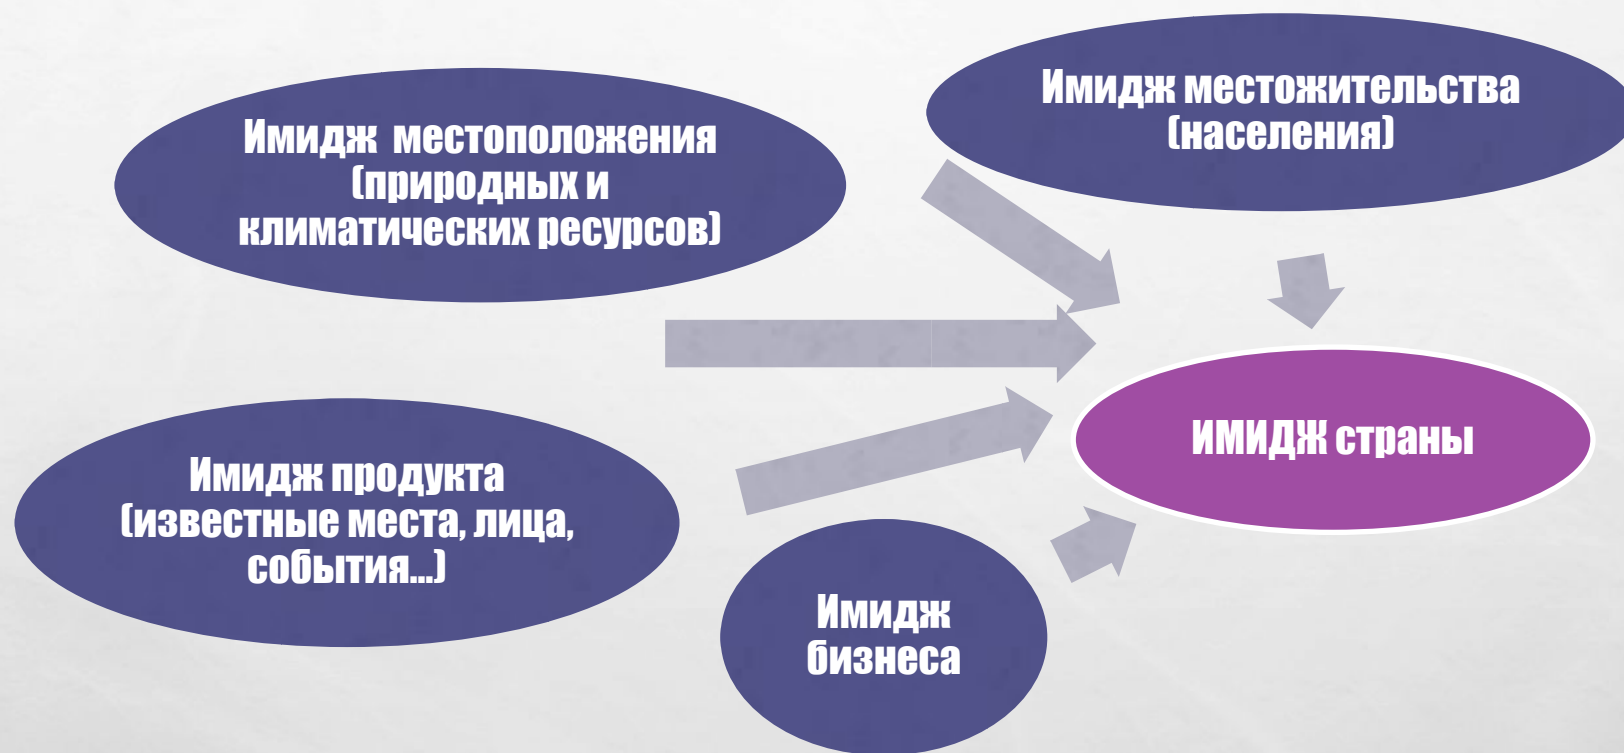 Имидж местоположения
(природных и
климатических ресурсов)
Имидж местожительства
(населения)
ИМИДЖ страны
Имидж продукта
(известные места, лица,
события...)
Имидж
бизнеса